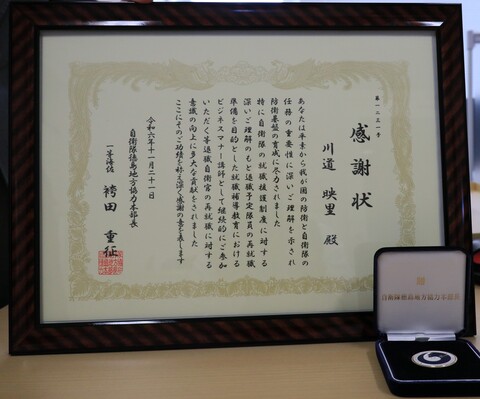 第一二五一号
感謝状
川道 映里 殿
あなたは平素から我が国の防衛と自衛隊の
任務の重要性に深いご理解を示され
防衛基盤の育成に尽力されました
特に自衛隊の就職援護制度に対する
深いご理解のもと退職予定隊員の再就職
準備を目的とした就職補導教育における
ビジネスマナー講師として継続的にご参加
いただく等退職自衛官の再就職に対する
意識の向上に多大な貢献をされました
ここにそのご功績を称え深く感謝の意を表します
令和六年十一月二十一日
自衛隊徳島地方協力本部長
一等海佐 袴田 重征
自衛隊徳島地方協力本部長